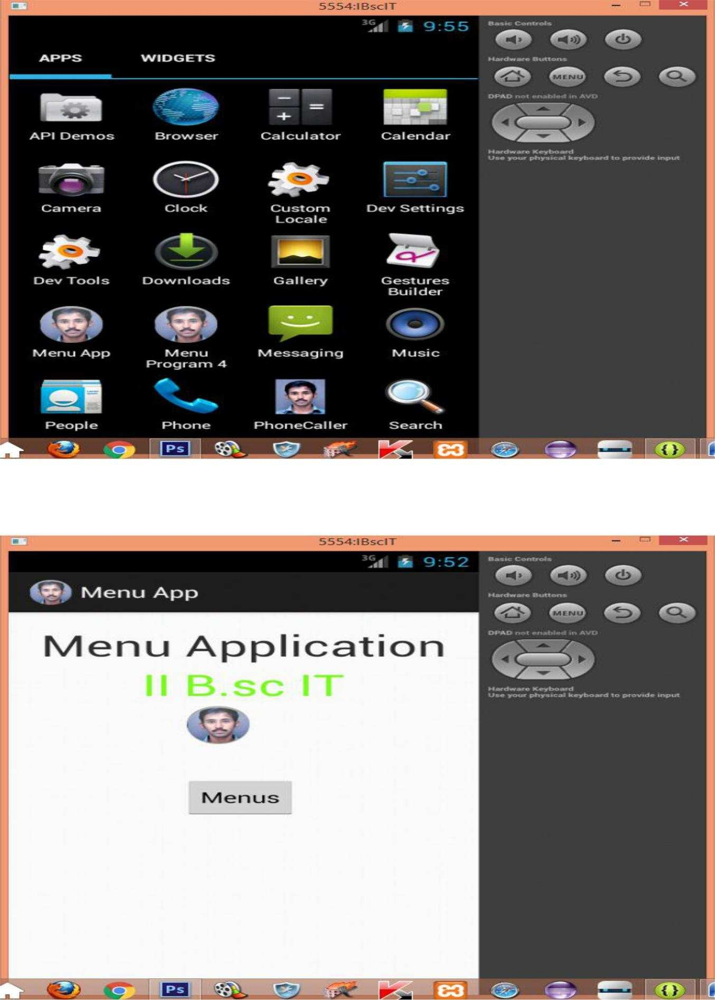 5554:IBscIT
3G 9:55
APPS WIDGETS
API Demos Browser Calculator Calendar
Camera Clock Custom Locale Dev Settings
Dev Tools Downloads Gallery Gestures Builder
Menu App Menu Program 4 Messaging Music
People Phone PhoneCaller Search
Basic Controls
Hardware Buttons
MENU
DPAD not enabled in AVD
Hardware Keyboard
Use your physical keyboard to provide input
Ps
5554:IBscIT
3G 9:52
Menu App
Menu Application
II B.sc IT
Menus
Basic Controls
Hardware Buttons
MENU
DPAD not enabled in AVD
Hardware Keyboard
Use your physical keyboard to provide input
Ps